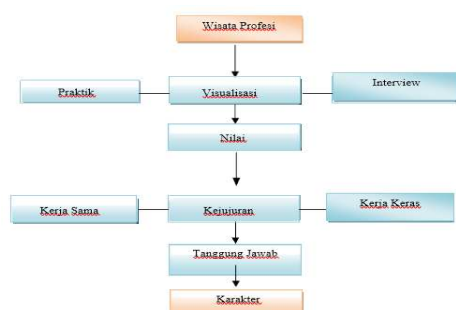 Wisata Profesi
Praktik
Visualisasi
Interview
Nilai
Kerja Sama
Kejujuran
Kerja Keras
Tanggung Jawab
Karakter